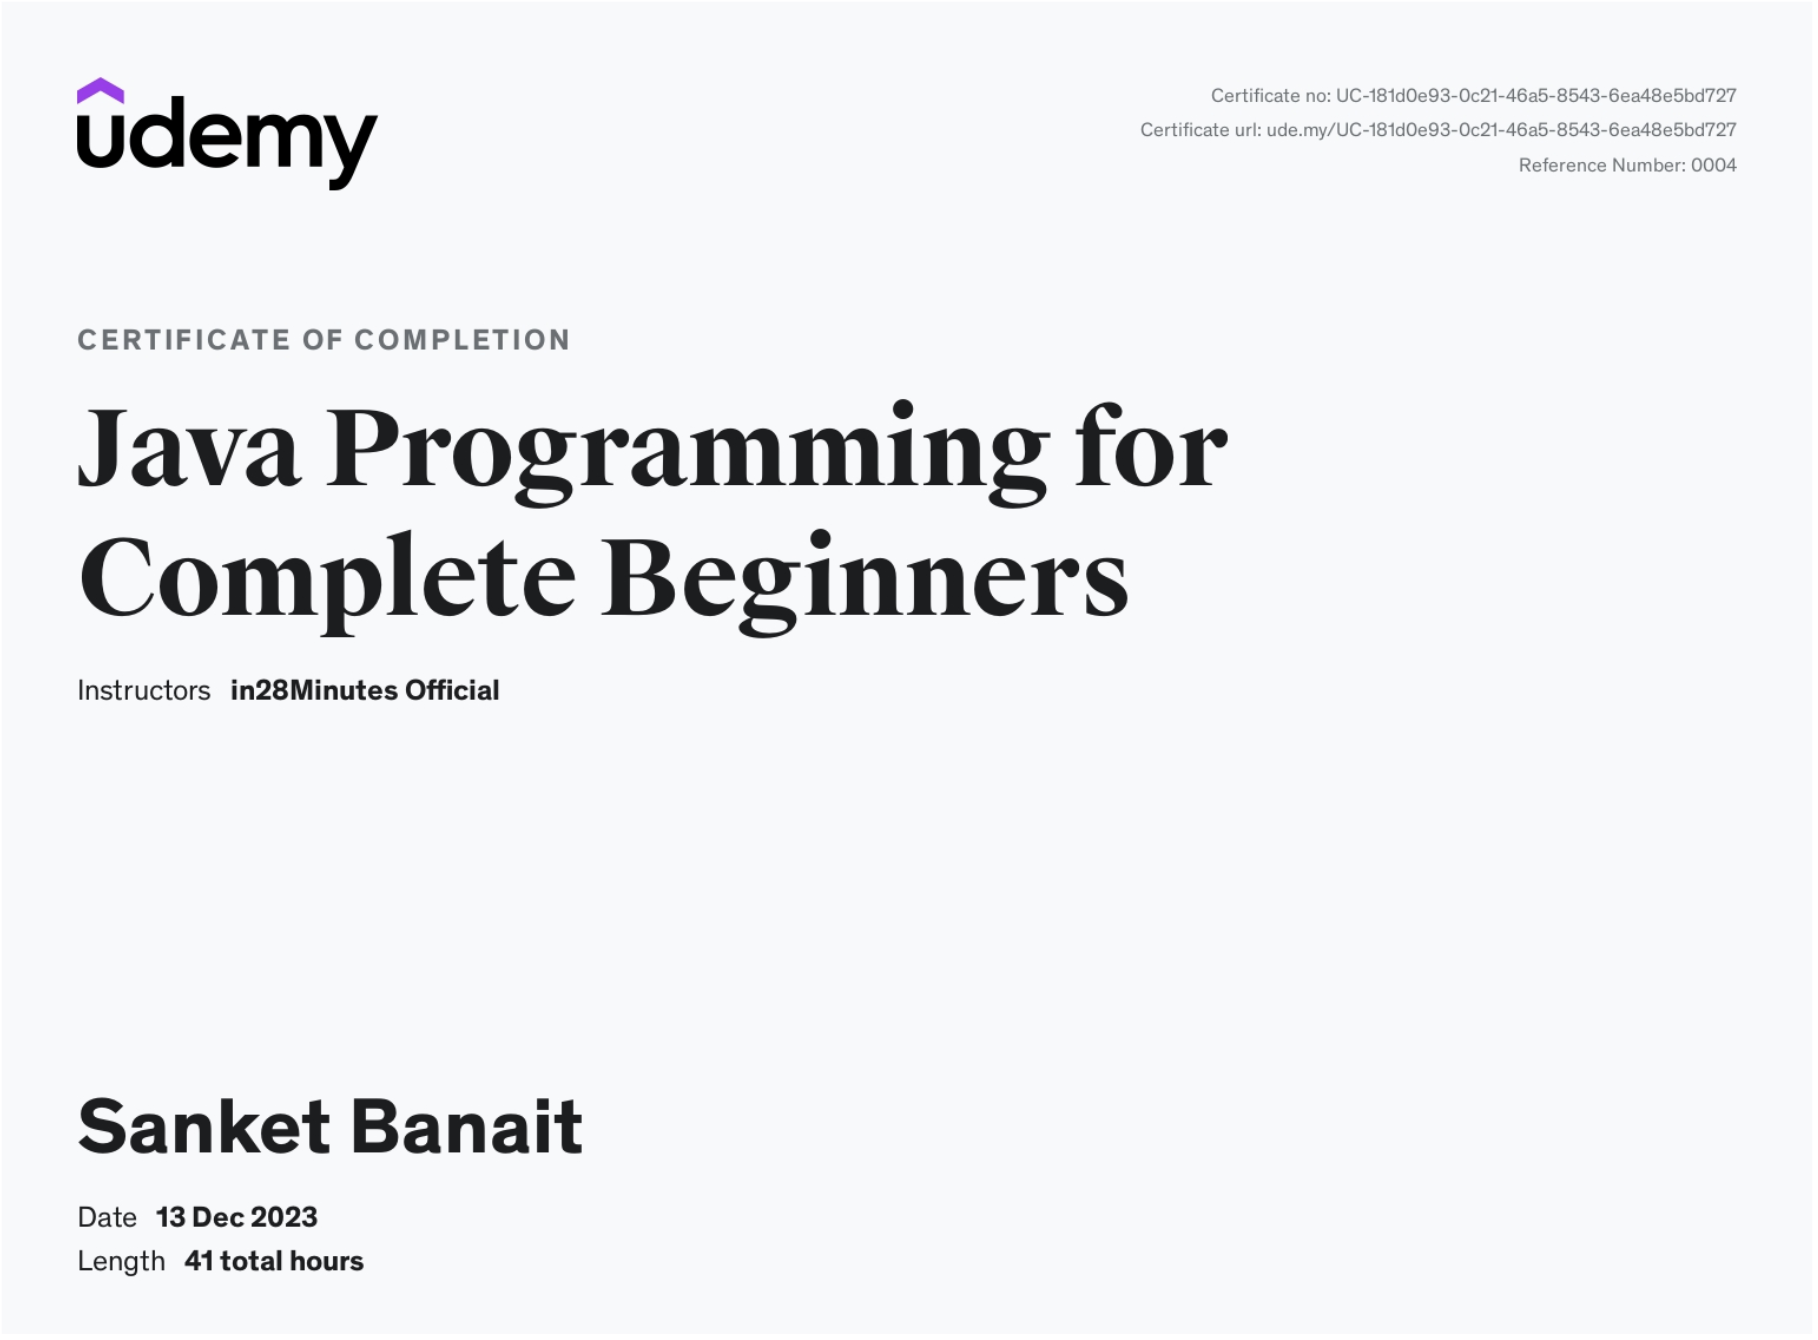 udemy
Certificate no: UC-181d0e93-0c21-46a5-8543-6ea48e5bd727
Certificate url: ude.my/UC-181d0e93-0c21-46a5-8543-6ea48e5bd727
Reference Number: 0004
CERTIFICATE OF COMPLETION
Java Programming for
Complete Beginners
Instructors in28Minutes Official
Sanket Banait
Date 13 Dec 2023
Length 41 total hours